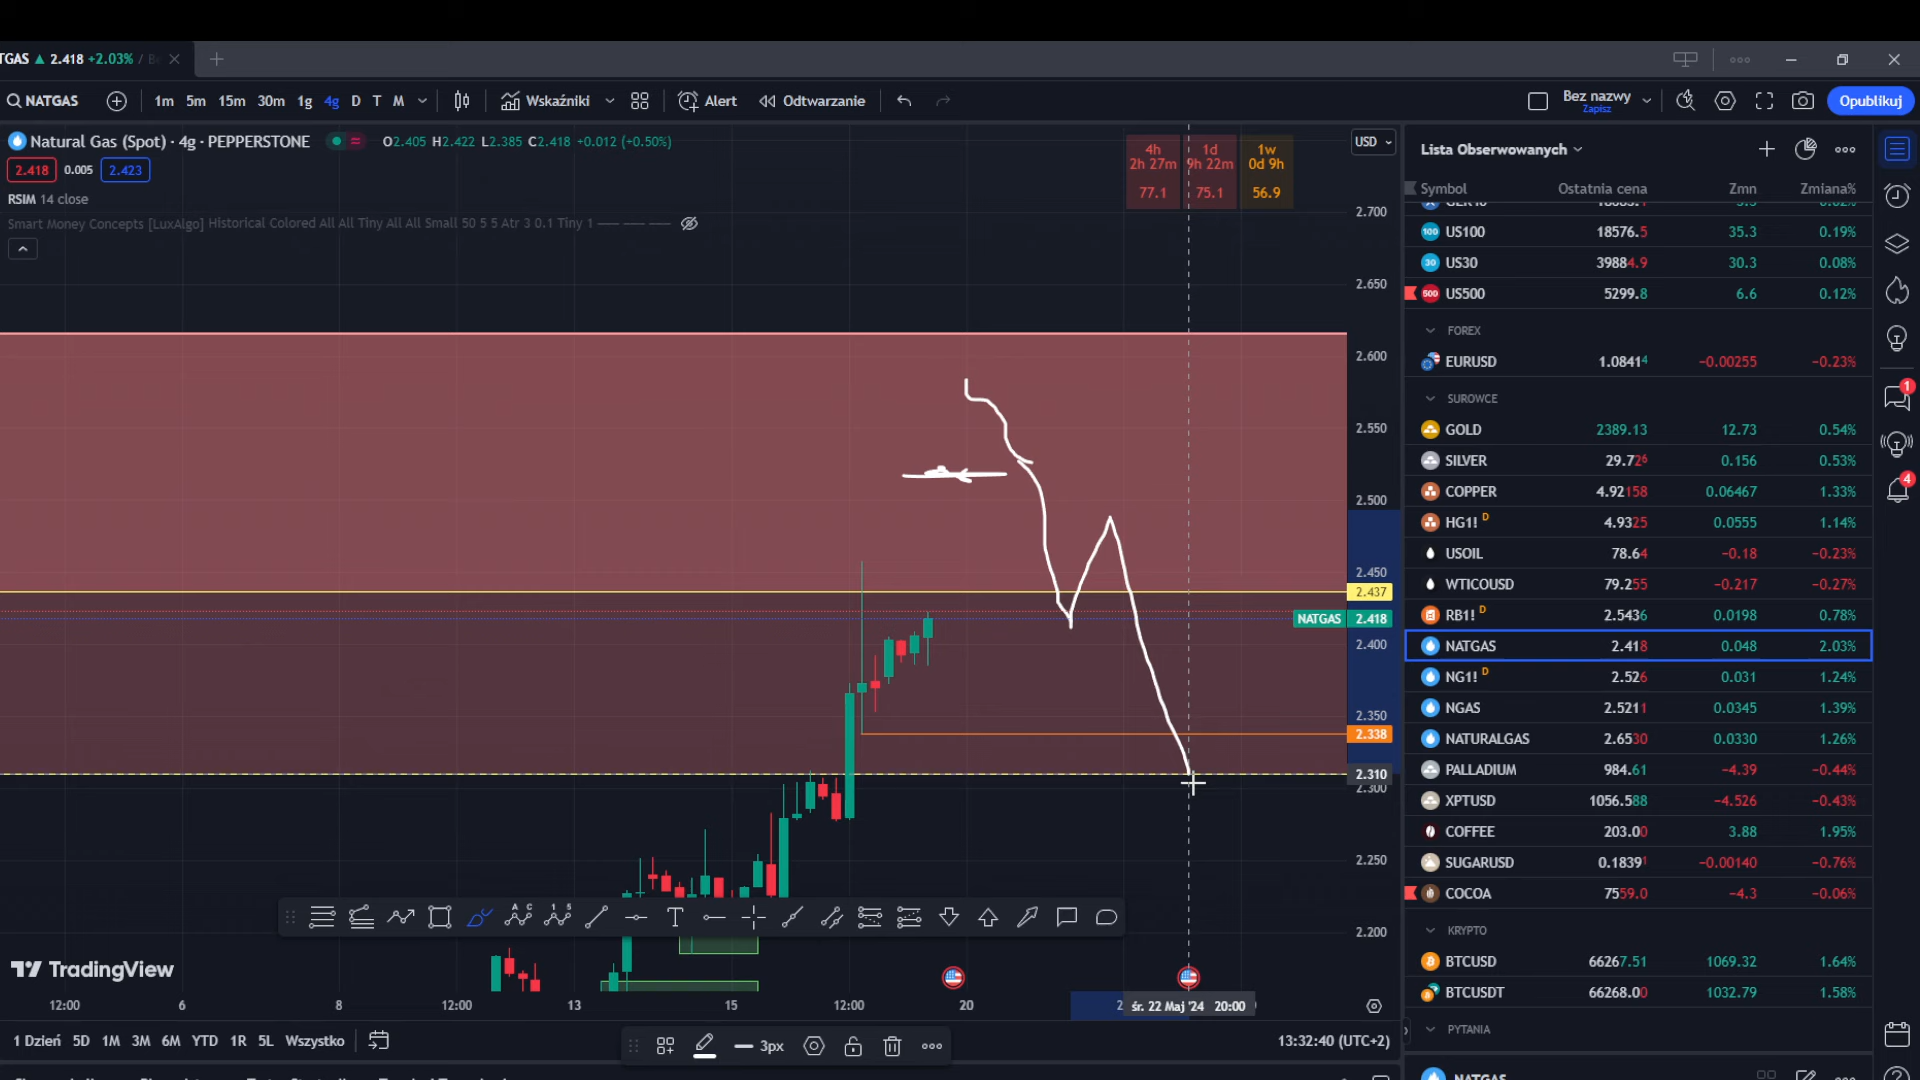 TGAS ▲ 2.418 +2.03% /
NATGAS 1m 5m 15m 30m 1g 4g D T M Wskaźniki Alert Odtwarzanie
Bez nazwy
Zapisz
Opublikuj
Natural Gas (Spot) · 4g · PEPPERSTONE O2.405 H2.422 L2.385 C2.418 +0.012 (+0.50%)
2.418 0.005 2.423
RSIM 14 close
Smart Money Concepts [LuxAlgo] Historical Colored All All Tiny All All Small 50 5 5 Atr 3 0.1 Tiny 1
4h 1d 1w
2h 27m 9h 22m 0d 9h
77.1 75.1 56.9
USD
2.700
2.650
2.600
2.550
2.500
2.450
2.437
NATGAS 2.418
2.400
2.350
2.338
2.310
2.300
2.250
2.200
TradingView
12:00 6 8 12:00 13 15 12:00 20
śr. 22 Maj '24 20:00
1 Dzień 5D 1M 3M 6M YTD 1R 5L Wszystko
3px
13:32:40 (UTC+2)
Lista Obserwowanych
Symbol Ostatnia cena Zmn Zmiana%
US100 18576.5 35.3 0.19%
US30 39884.9 30.3 0.08%
US500 5299.8 6.6 0.12%
FOREX
EURUSD 1.08414 −0.00255 −0.23%
SUROWCE
GOLD 2389.13 12.73 0.54%
SILVER 29.726 0.156 0.53%
COPPER 4.92158 0.06467 1.33%
HG1! D 4.9325 0.0555 1.14%
USOIL 78.64 −0.18 −0.23%
WTICOUSD 79.255 −0.217 −0.27%
RB1! D 2.5436 0.0198 0.78%
NATGAS 2.418 0.048 2.03%
NG1! D 2.526 0.031 1.24%
NGAS 2.5211 0.0345 1.39%
NATURALGAS 2.6530 0.0330 1.26%
PALLADIUM 984.61 −4.39 −0.44%
XPTUSD 1056.588 −4.526 −0.43%
COFFEE 203.00 3.88 1.95%
SUGARUSD 0.18391 −0.00140 −0.76%
COCOA 7559.0 −4.3 −0.06%
KRYPTO
BTCUSD 66267.51 1069.32 1.64%
BTCUSDT 66268.00 1032.79 1.58%
PYTANIA
NATGAS
1
4